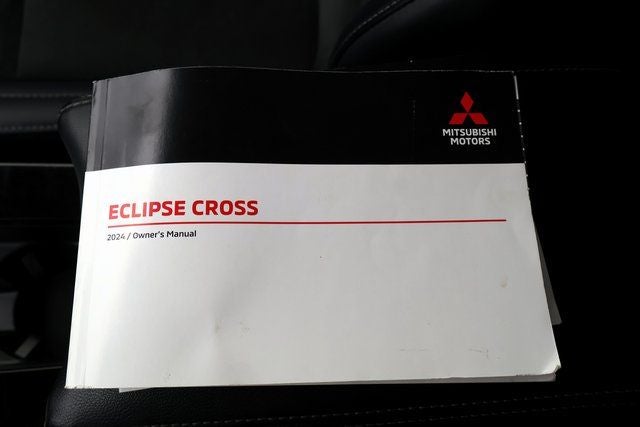 MITSUBISHI
MOTORS
ECLIPSE CROSS
2024 / Owner's Manual